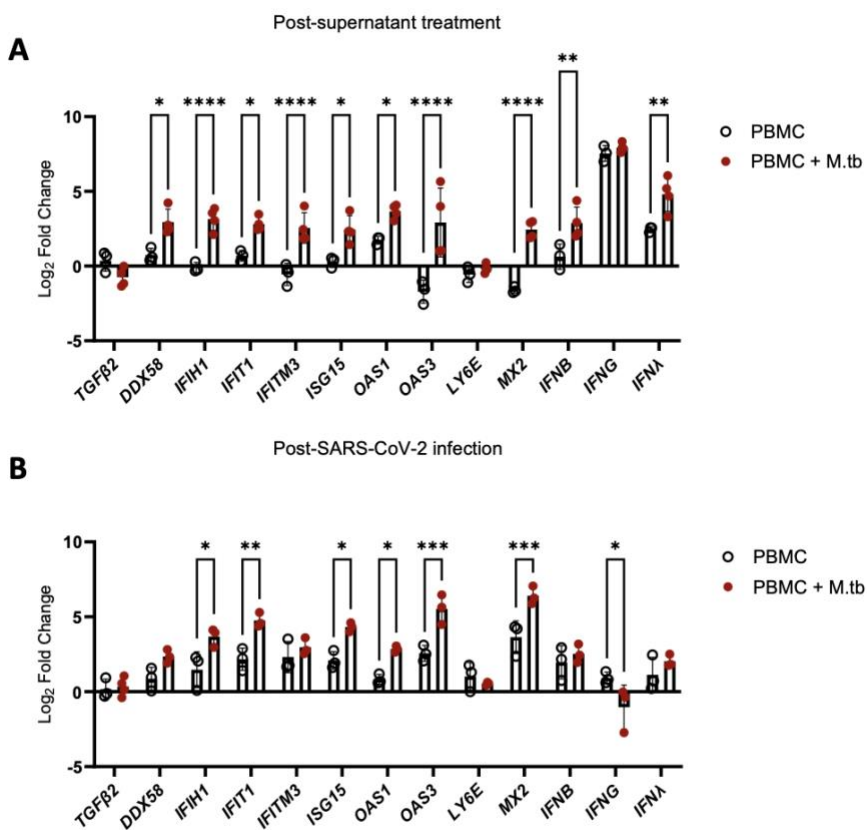 Post-supernatant treatment
A
* **** * **** * * **** **** ** **
Log2 Fold Change
10
5
0
-5
TGFβ2 DDX58 IFIH1 IFIT1 IFITM3 ISG15 OAS1 OAS3 LY6E MX2 IFNB IFNG IFNλ
PBMC
PBMC + M.tb
Post-SARS-CoV-2 infection
B
* ** * * *** *** *
Log2 Fold Change
10
5
0
-5
TGFβ2 DDX58 IFIH1 IFIT1 IFITM3 ISG15 OAS1 OAS3 LY6E MX2 IFNB IFNG IFNλ
PBMC
PBMC + M.tb